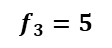 f₃ = 5